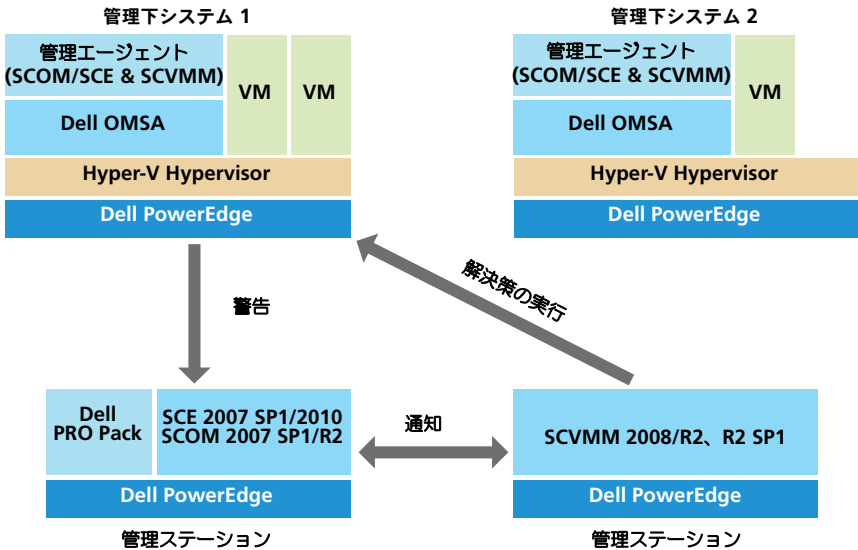 管理下システム 1
管理エージェント
(SCOM/SCE & SCVMM)
VM
VM
Dell OMSA
Hyper-V Hypervisor
Dell PowerEdge
管理下システム 2
管理エージェント
(SCOM/SCE & SCVMM)
VM
Dell OMSA
Hyper-V Hypervisor
Dell PowerEdge
警告
解決策の実行
Dell
PRO Pack
SCE 2007 SP1/2010
SCOM 2007 SP1/R2
Dell PowerEdge
管理ステーション
通知
SCVMM 2008/R2、R2 SP1
Dell PowerEdge
管理ステーション